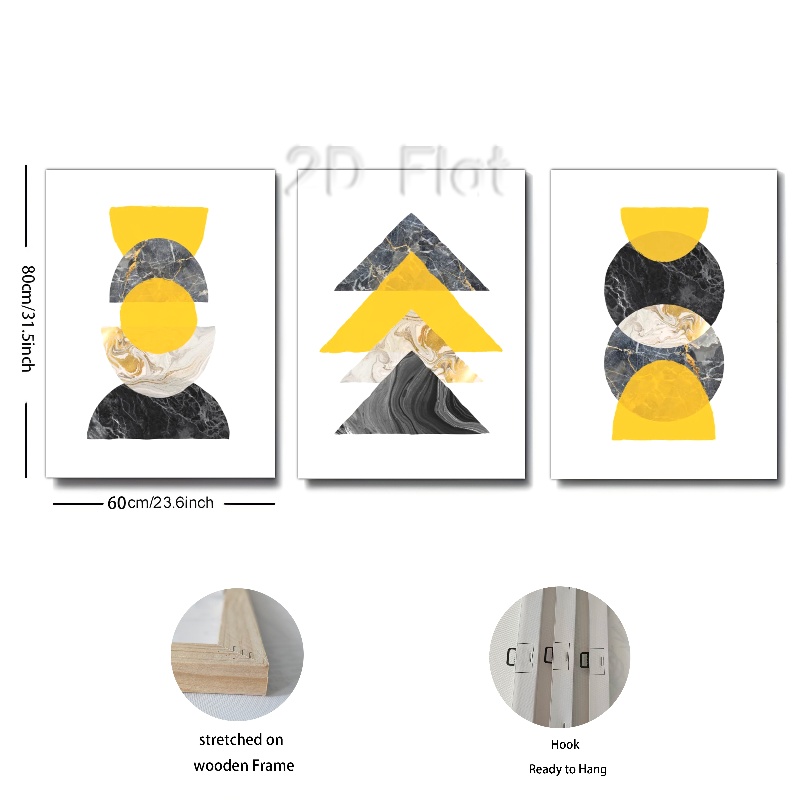 2D Flat
80cm/31.5inch
60cm/23.6inch
stretched on
wooden Frame
Hook
Ready to Hang